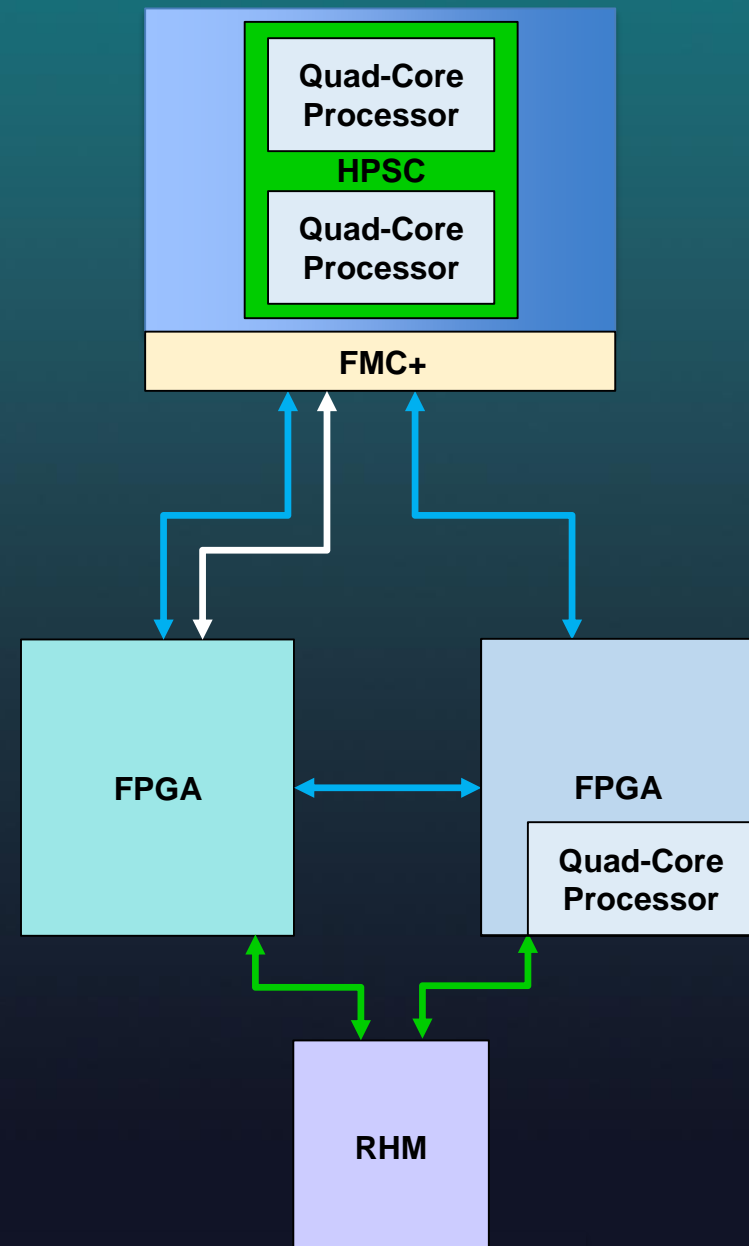 Quad-Core
Processor
HPSC
Quad-Core
Processor
FMC+
FPGA
FPGA
Quad-Core
Processor
RHM